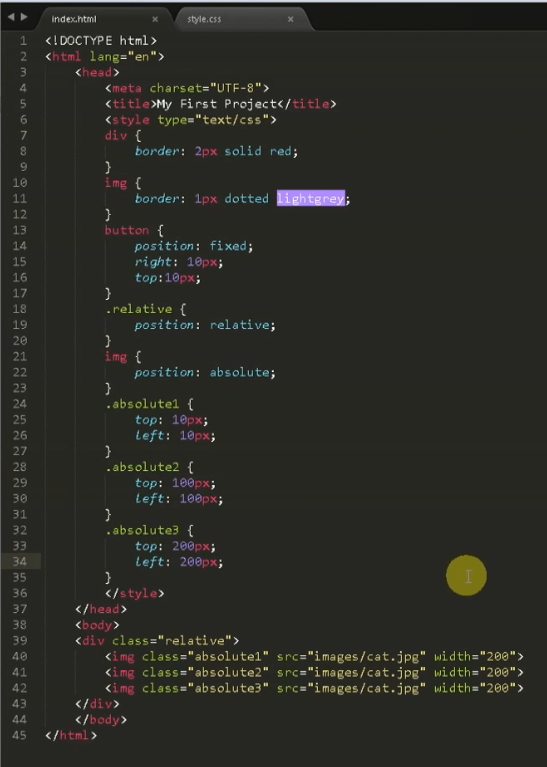 index.html × style.css ×
1 <!DOCTYPE html>
2 <html lang="en">
3 <head>
4 <meta charset="UTF-8">
5 <title>My First Project</title>
6 <style type="text/css">
7 div {
8 border: 2px solid red;
9 }
10 img {
11 border: 1px dotted lightgrey;
12 }
13 button {
14 position: fixed;
15 right: 10px;
16 top:10px;
17 }
18 .relative {
19 position: relative;
20 }
21 img {
22 position: absolute;
23 }
24 .absolute1 {
25 top: 10px;
26 left: 10px;
27 }
28 .absolute2 {
29 top: 100px;
30 left: 100px;
31 }
32 .absolute3 {
33 top: 200px;
34 left: 200px;
35 }
36 </style>
37 </head>
38 <body>
39 <div class="relative">
40 <img class="absolute1" src="images/cat.jpg" width="200">
41 <img class="absolute2" src="images/cat.jpg" width="200">
42 <img class="absolute3" src="images/cat.jpg" width="200">
43 </div>
44 </body>
45 </html>